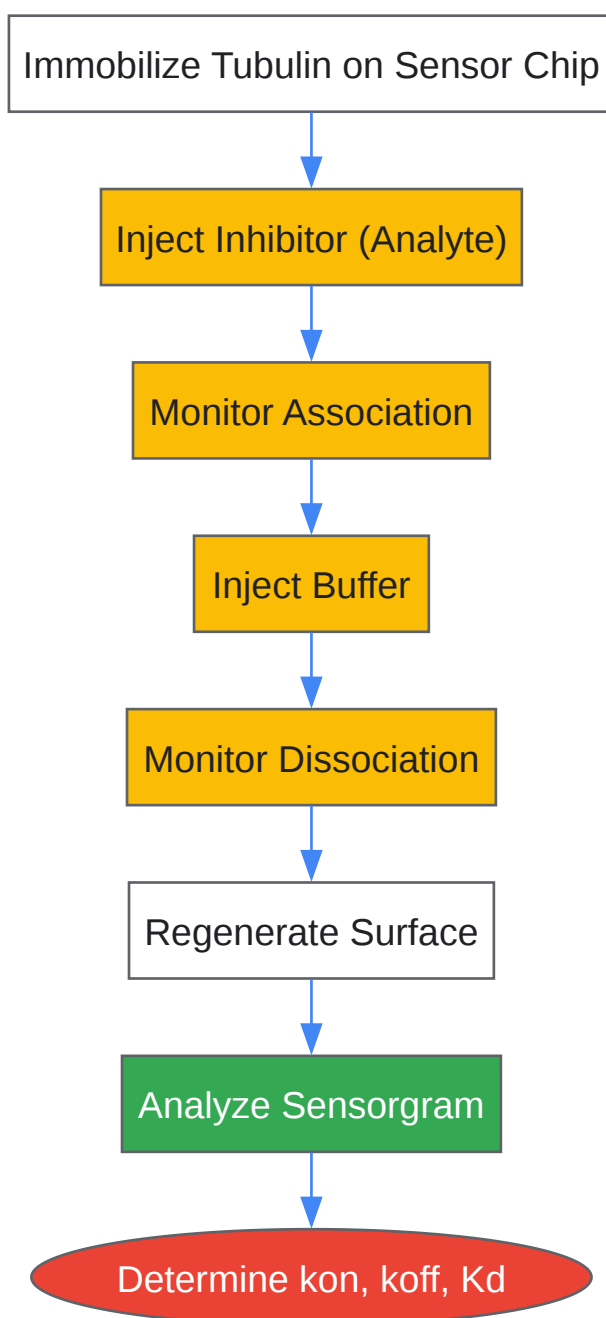 Immobilize Tubulin on Sensor Chip
Inject Inhibitor (Analyte)
Monitor Association
Inject Buffer
Monitor Dissociation
Regenerate Surface
Analyze Sensorgram
Determine kon, koff, Kd